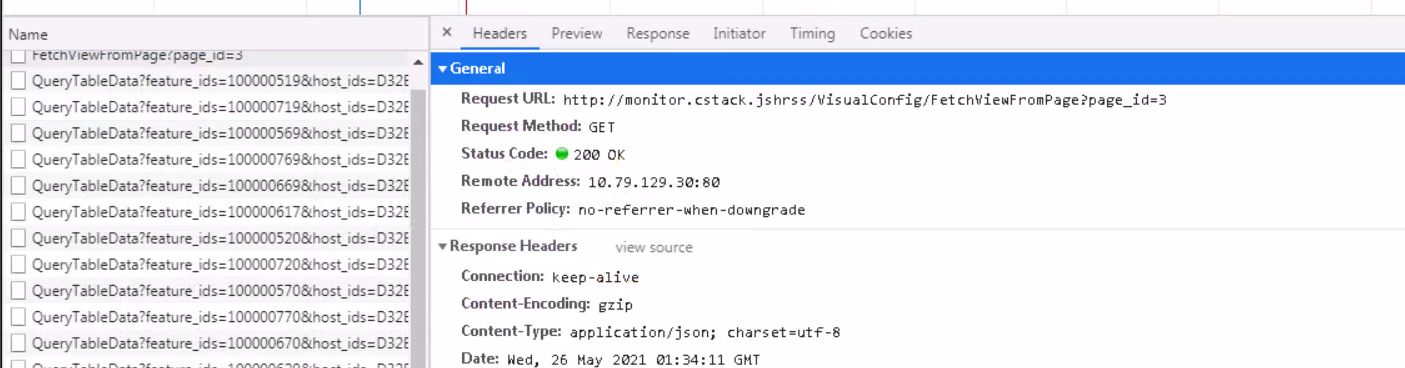 Name
FetchViewFromPage?page_id=3
QueryTableData?feature_ids=100000519&host_ids=D32E
QueryTableData?feature_ids=100000719&host_ids=D32E
QueryTableData?feature_ids=100000569&host_ids=D32E
QueryTableData?feature_ids=100000769&host_ids=D32E
QueryTableData?feature_ids=100000669&host_ids=D32E
QueryTableData?feature_ids=100000617&host_ids=D32E
QueryTableData?feature_ids=100000520&host_ids=D32E
QueryTableData?feature_ids=100000720&host_ids=D32E
QueryTableData?feature_ids=100000570&host_ids=D32E
QueryTableData?feature_ids=100000770&host_ids=D32E
QueryTableData?feature_ids=100000670&host_ids=D32E
× Headers Preview Response Initiator Timing Cookies
▼General
Request URL: http://monitor.cstack.jshrss/VisualConfig/FetchViewFromPage?page_id=3
Request Method: GET
Status Code: 200 OK
Remote Address: 10.79.129.30:80
Referrer Policy: no-referrer-when-downgrade
▼Response Headers view source
Connection: keep-alive
Content-Encoding: gzip
Content-Type: application/json; charset=utf-8
Date: Wed, 26 May 2021 01:34:11 GMT